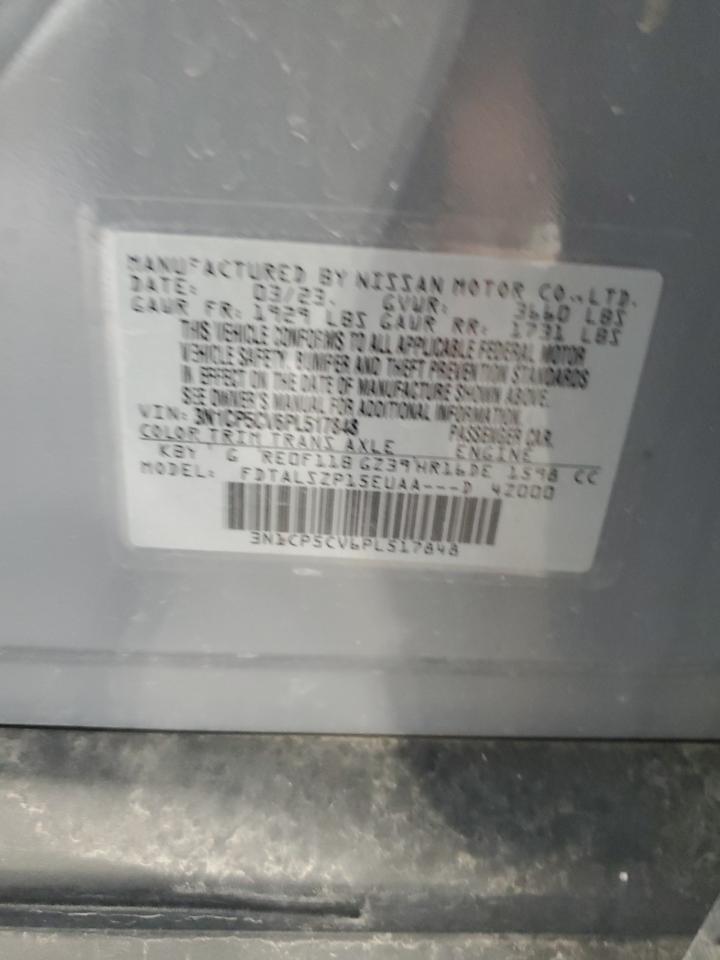 MANUFACTURED BY NISSAN MOTOR CO.,LTD.
DATE: 03/23. GVWR: 3660 LBS
GAWR FR: 1929 LBS GAWR RR: 1731 LBS
THIS VEHICLE CONFORMS TO ALL APPLICABLE FEDERAL MOTOR
VEHICLE SAFETY, BUMPER AND THEFT PREVENTION STANDARDS
IN EFFECT ON THE DATE OF MANUFACTURE SHOWN ABOVE.
SEE OWNER'S MANUAL FOR ADDITIONAL INFORMATION.
VIN: 3N1CP5CV6PL517848 PASSENGER CAR
COLOR TRIM TRANS AXLE ENGINE
KBY G RE0F11B GZ39 HR16DE 1598 CC
MODEL: FDTALSZP15EUAA---D 42000
3N1CP5CV6PL517848